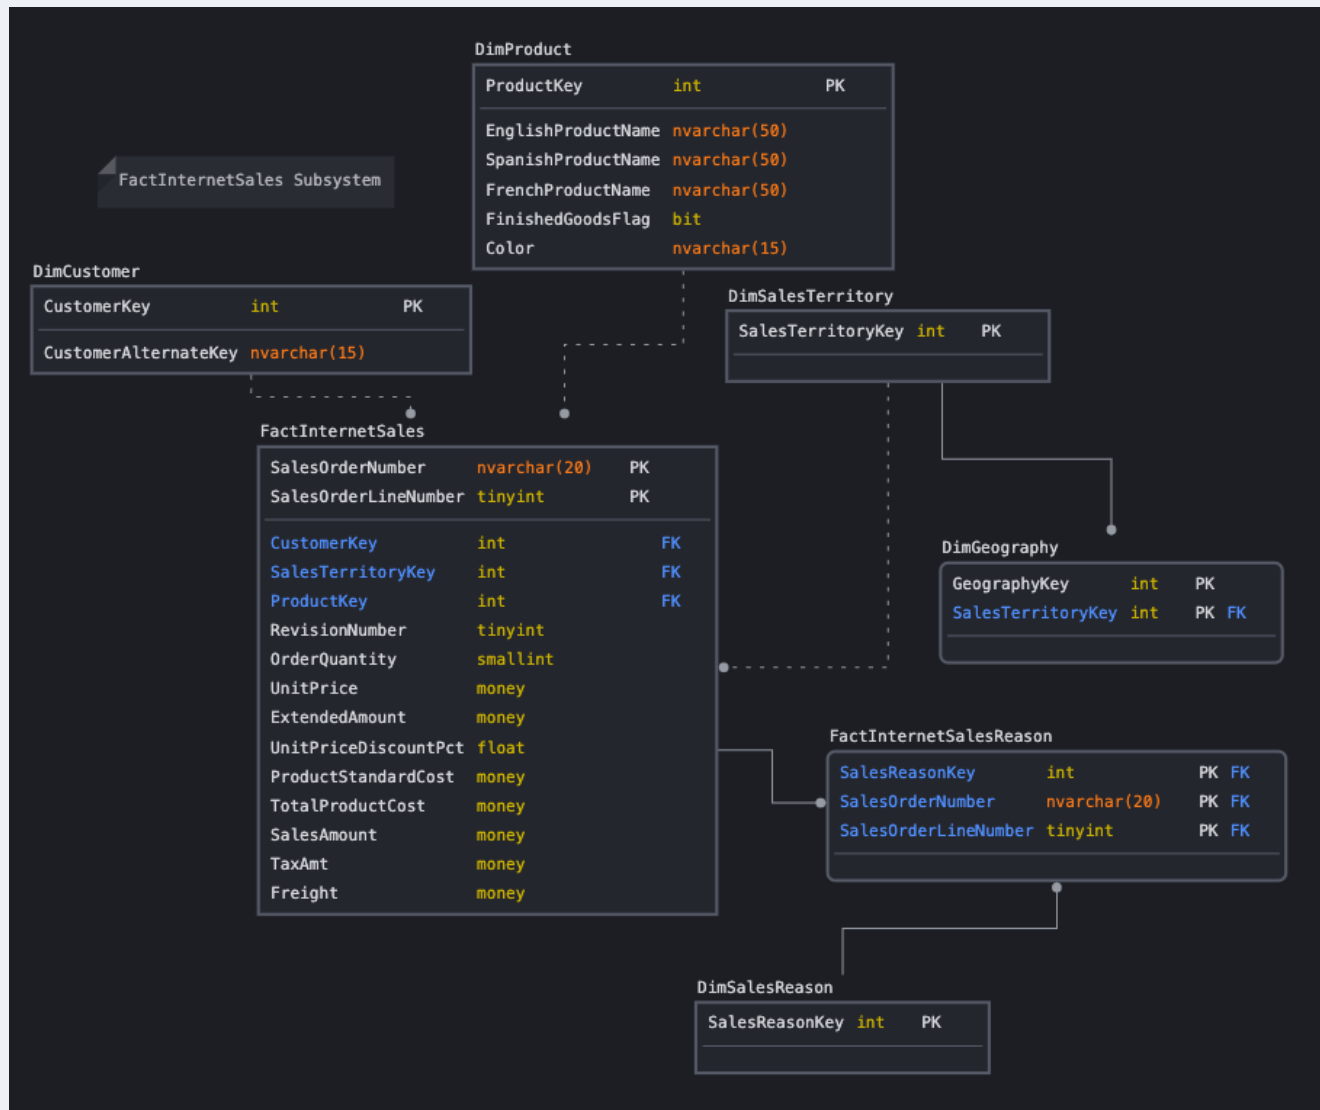 DimProduct
ProductKey int PK
EnglishProductName nvarchar(50)
SpanishProductName nvarchar(50)
FrenchProductName nvarchar(50)
FinishedGoodsFlag bit
Color nvarchar(15)
FactInternetSales Subsystem
DimCustomer
CustomerKey int PK
CustomerAlternateKey nvarchar(15)
DimSalesTerritory
SalesTerritoryKey int PK
FactInternetSales
SalesOrderNumber nvarchar(20) PK
SalesOrderLineNumber tinyint PK
CustomerKey int FK
SalesTerritoryKey int FK
ProductKey int FK
RevisionNumber tinyint
OrderQuantity smallint
UnitPrice money
ExtendedAmount money
UnitPriceDiscountPct float
ProductStandardCost money
TotalProductCost money
SalesAmount money
TaxAmt money
Freight money
DimGeography
GeographyKey int PK
SalesTerritoryKey int PK FK
FactInternetSalesReason
SalesReasonKey int PK FK
SalesOrderNumber nvarchar(20) PK FK
SalesOrderLineNumber tinyint PK FK
DimSalesReason
SalesReasonKey int PK